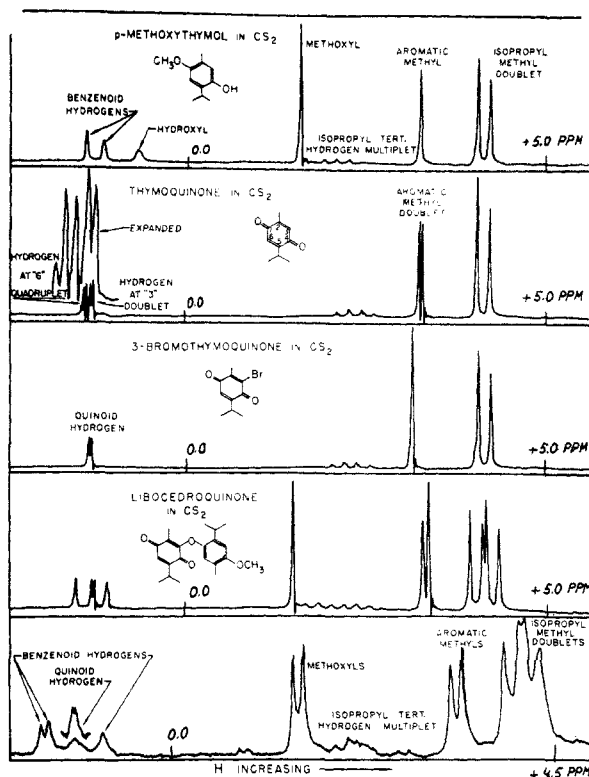 p-METHOXYTHYMOL IN CS2
CH3O
OH
METHOXYL
AROMATIC
METHYL
ISOPROPYL
METHYL
DOUBLET
BENZENOID
HYDROGENS
HYDROXYL
ISOPROPYL TERT.
HYDROGEN MULTIPLET
0.0
+5.0 PPM
THYMOQUINONE IN CS2
EXPANDED
O
O
AROMATIC
METHYL
DOUBLET
HYDROGEN
AT "6"
QUADRUPLET
HYDROGEN
AT "3"
DOUBLET
0.0
+5.0 PPM
3-BROMOTHYMOQUINONE IN CS2
O
Br
O
QUINOID
HYDROGEN
0.0
+5.0 PPM
LIBOCEDROQUINONE
IN CS2
O
O
O
OCH3
0.0
+5.0 PPM
BENZENOID HYDROGENS
QUINOID
HYDROGEN
METHOXYLS
AROMATIC
METHYLS
ISOPROPYL
METHYL
DOUBLETS
ISOPROPYL TERT.
HYDROGEN MULTIPLET
0.0
H INCREASING
+4.5 PPM